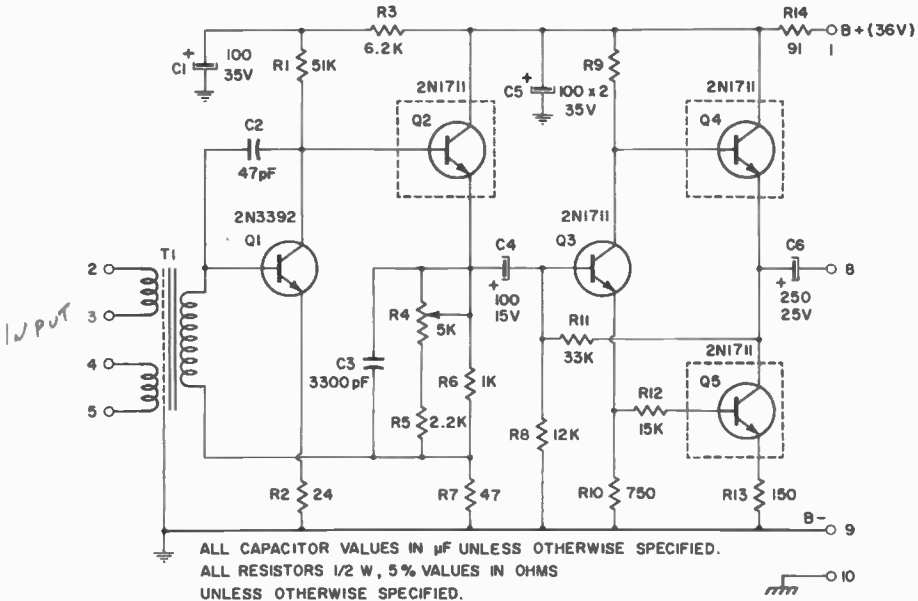 R3
6.2K
R14
91
B+(36V)
1
+
C1
100
35V
R1
51K
R9
2N1711
2N1711
+
C5
100 x 2
35V
Q2
Q4
C2
47pF
2N3392
Q1
2N1711
Q3
C4
+
100
15V
C6
+
250
25V
8
T1
2
3
4
5
INPUT
R4
5K
R11
33K
C3
3300pF
R6
1K
2N1711
Q5
R5
2.2K
R8
12K
R12
15K
R2
24
R7
47
R10
750
R13
150
B-
9
ALL CAPACITOR VALUES IN µF UNLESS OTHERWISE SPECIFIED.
ALL RESISTORS 1/2 W, 5% VALUES IN OHMS
UNLESS OTHERWISE SPECIFIED.
10